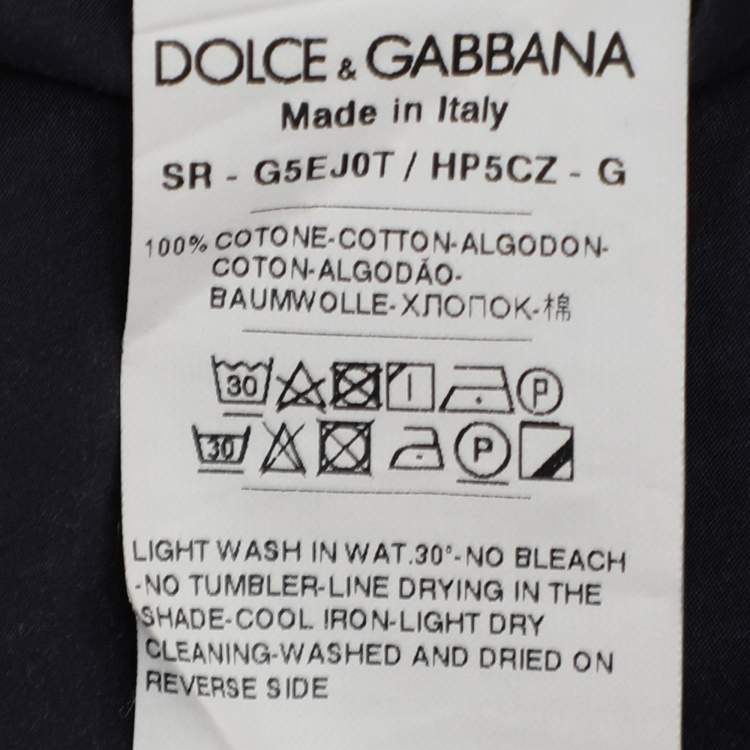 DOLCE & GABBANA
Made in Italy
SR - G5EJ0T / HP5CZ - G
100% COTONE-COTTON-ALGODON-
COTON-ALGODÃO-
BAUMWOLLE-ХЛОПОК-棉
30 P
30 P
LIGHT WASH IN WAT.30°-NO BLEACH
-NO TUMBLER-LINE DRYING IN THE
SHADE-COOL IRON-LIGHT DRY
CLEANING-WASHED AND DRIED ON
REVERSE SIDE